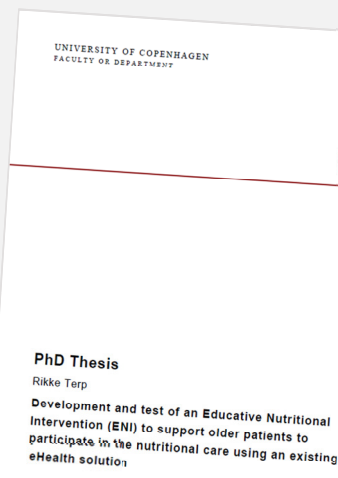 UNIVERSITY OF COPENHAGEN
FACULTY OR DEPARTMENT
PhD Thesis
Rikke Terp
Development and test of an Educative Nutritional
Intervention (ENI) to support older patients to
participate in the nutritional care using an existing
eHealth solution